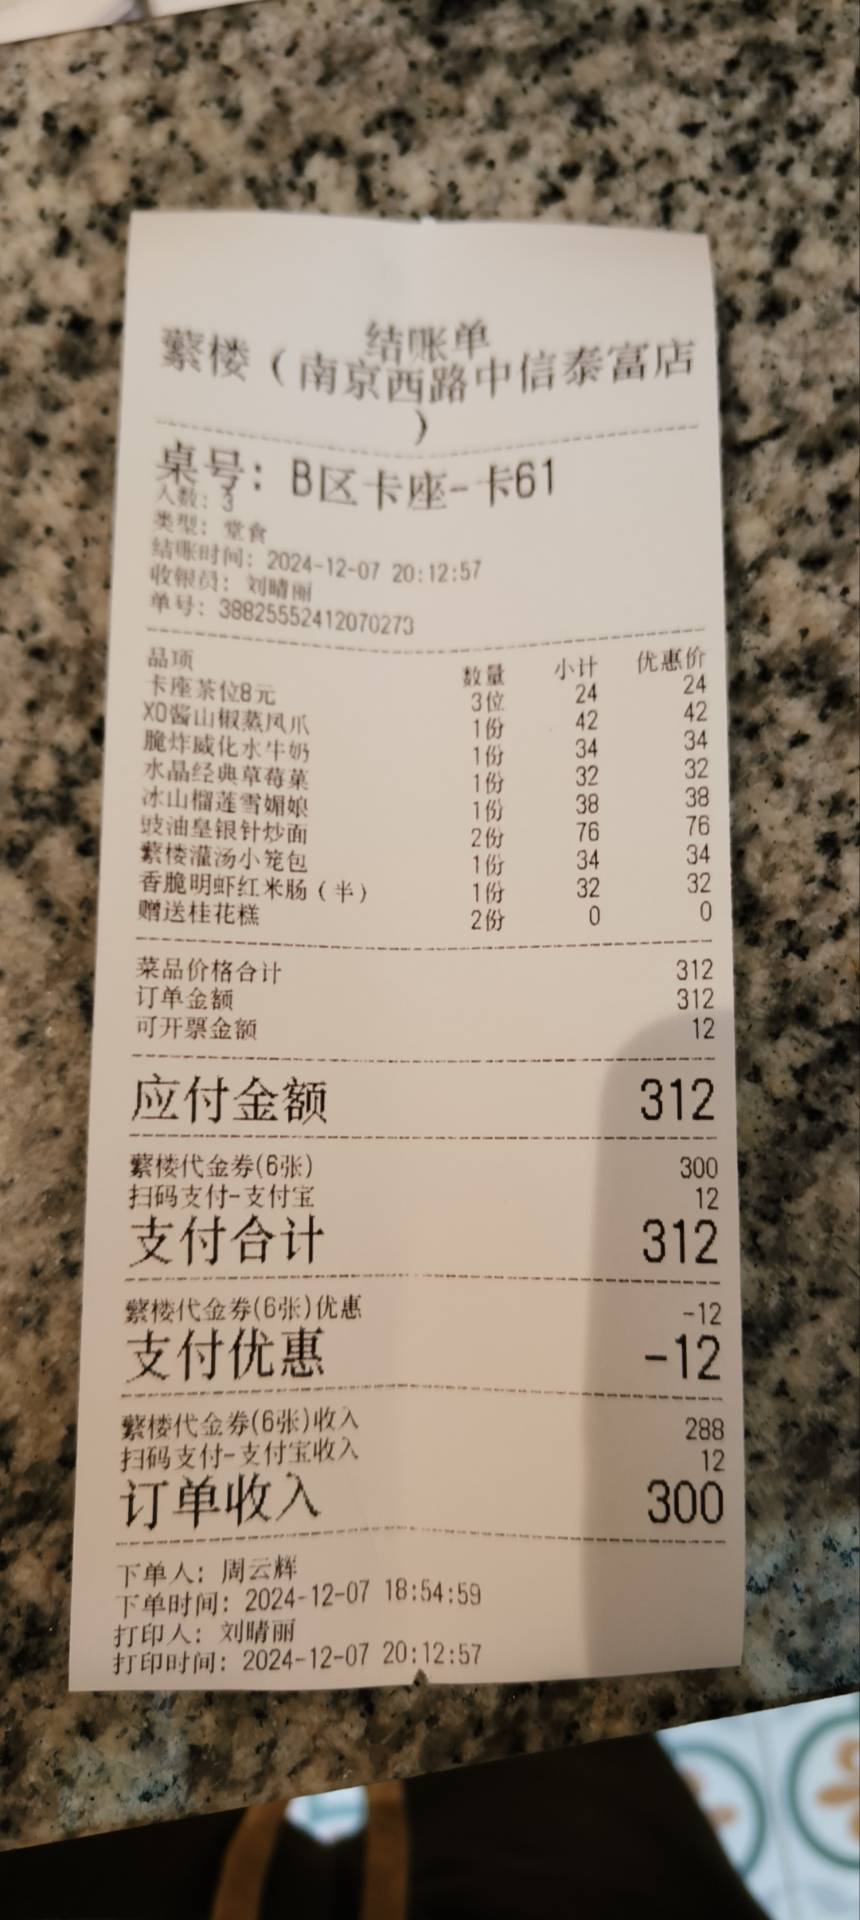 结账单
蘩楼（南京西路中信泰富店
）
桌号：B区卡座-卡61
人数：3
类型：堂食
结账时间：2024-12-07 20:12:57
收银员：刘晴丽
单号：38825552412070273
品项 数量 小计 优惠价
卡座茶位8元 3位 24 24
XO酱山椒蒸凤爪 1份 42 42
脆炸威化水牛奶 1份 34 34
水晶经典草莓菓 1份 32 32
冰山榴莲雪媚娘 1份 38 38
豉油皇银针炒面 2份 76 76
蘩楼灌汤小笼包 1份 34 34
香脆明虾红米肠（半） 1份 32 32
赠送桂花糕 2份 0 0
菜品价格合计 312
订单金额 312
可开票金额 12
应付金额 312
蘩楼代金券(6张) 300
扫码支付-支付宝 12
支付合计 312
蘩楼代金券(6张)优惠 -12
支付优惠 -12
蘩楼代金券(6张)收入 288
扫码支付-支付宝收入 12
订单收入 300
下单人：周云辉
下单时间：2024-12-07 18:54:59
打印人：刘晴丽
打印时间：2024-12-07 20:12:57